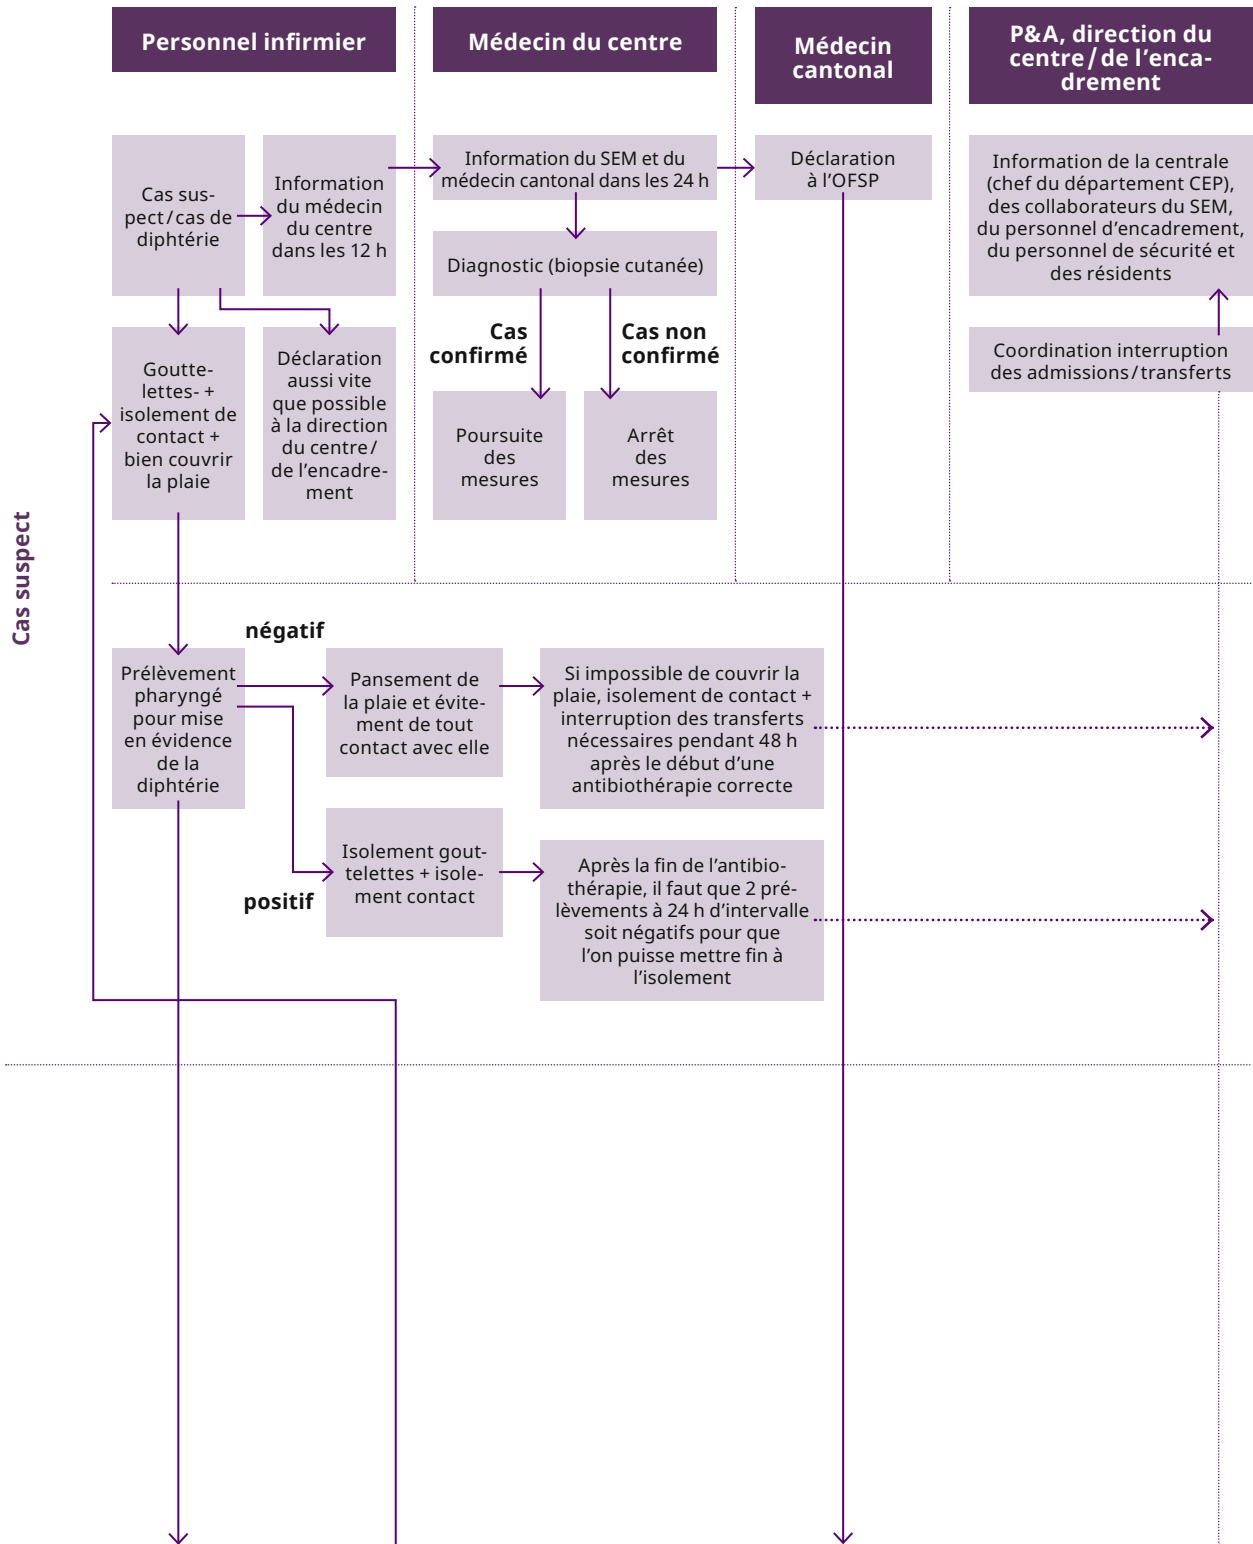 Personnel infirmier
Médecin du centre
Médecin
cantonal
P&A, direction du
centre / de l’enca-
drement
Cas sus-
pect / cas de
diphtérie
Information
du médecin
du centre
dans les 12 h
Information du SEM et du
médecin cantonal dans les 24 h
Déclaration
à l’OFSP
Information de la centrale
(chef du département CEP),
des collaborateurs du SEM,
du personnel d’encadrement,
du personnel de sécurité et
des résidents
Diagnostic (biopsie cutanée)
Cas
confirmé
Cas non
confirmé
Coordination interruption
des admissions / transferts
Goutte-
lettes- +
isolement de
contact +
bien couvrir
la plaie
Déclaration
aussi vite
que possible
à la direction
du centre /
de l’encadre-
ment
Poursuite
des
mesures
Arrêt
des
mesures
Cas suspect
négatif
Prélèvement
pharyngé
pour mise
en évidence
de la
diphtérie
Pansement de
la plaie et évite-
ment de tout
contact avec elle
Si impossible de couvrir la
plaie, isolement de contact +
interruption des transferts
nécessaires pendant 48 h
après le début d’une
antibiothérapie correcte
positif
Isolement gout-
telettes + isole-
ment contact
Après la fin de l’antibio-
thérapie, il faut que 2 pré-
lèvements à 24 h d’intervalle
soit négatifs pour que
l’on puisse mettre fin à
l’isolement